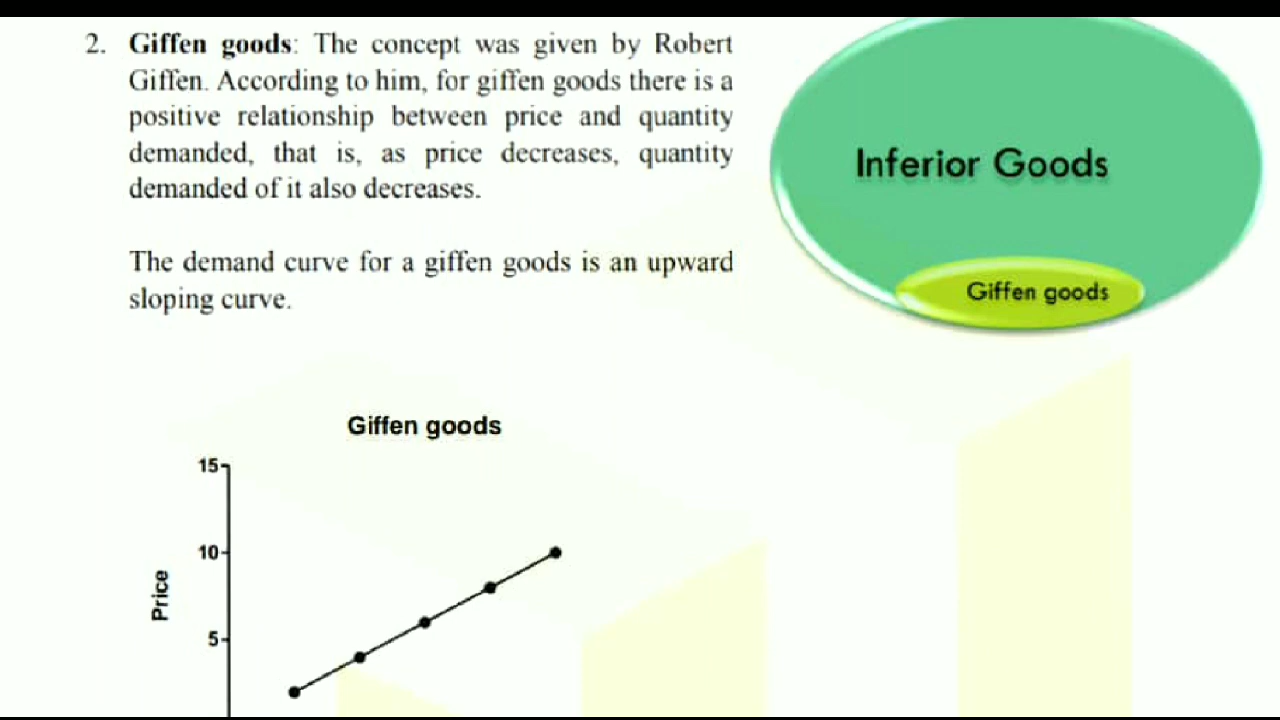 2. Giffen goods: The concept was given by Robert
Giffen. According to him, for giffen goods there is a
positive relationship between price and quantity
demanded, that is, as price decreases, quantity
demanded of it also decreases.
The demand curve for a giffen goods is an upward
sloping curve.
Inferior Goods
Giffen goods
Giffen goods
15
10
5
Price